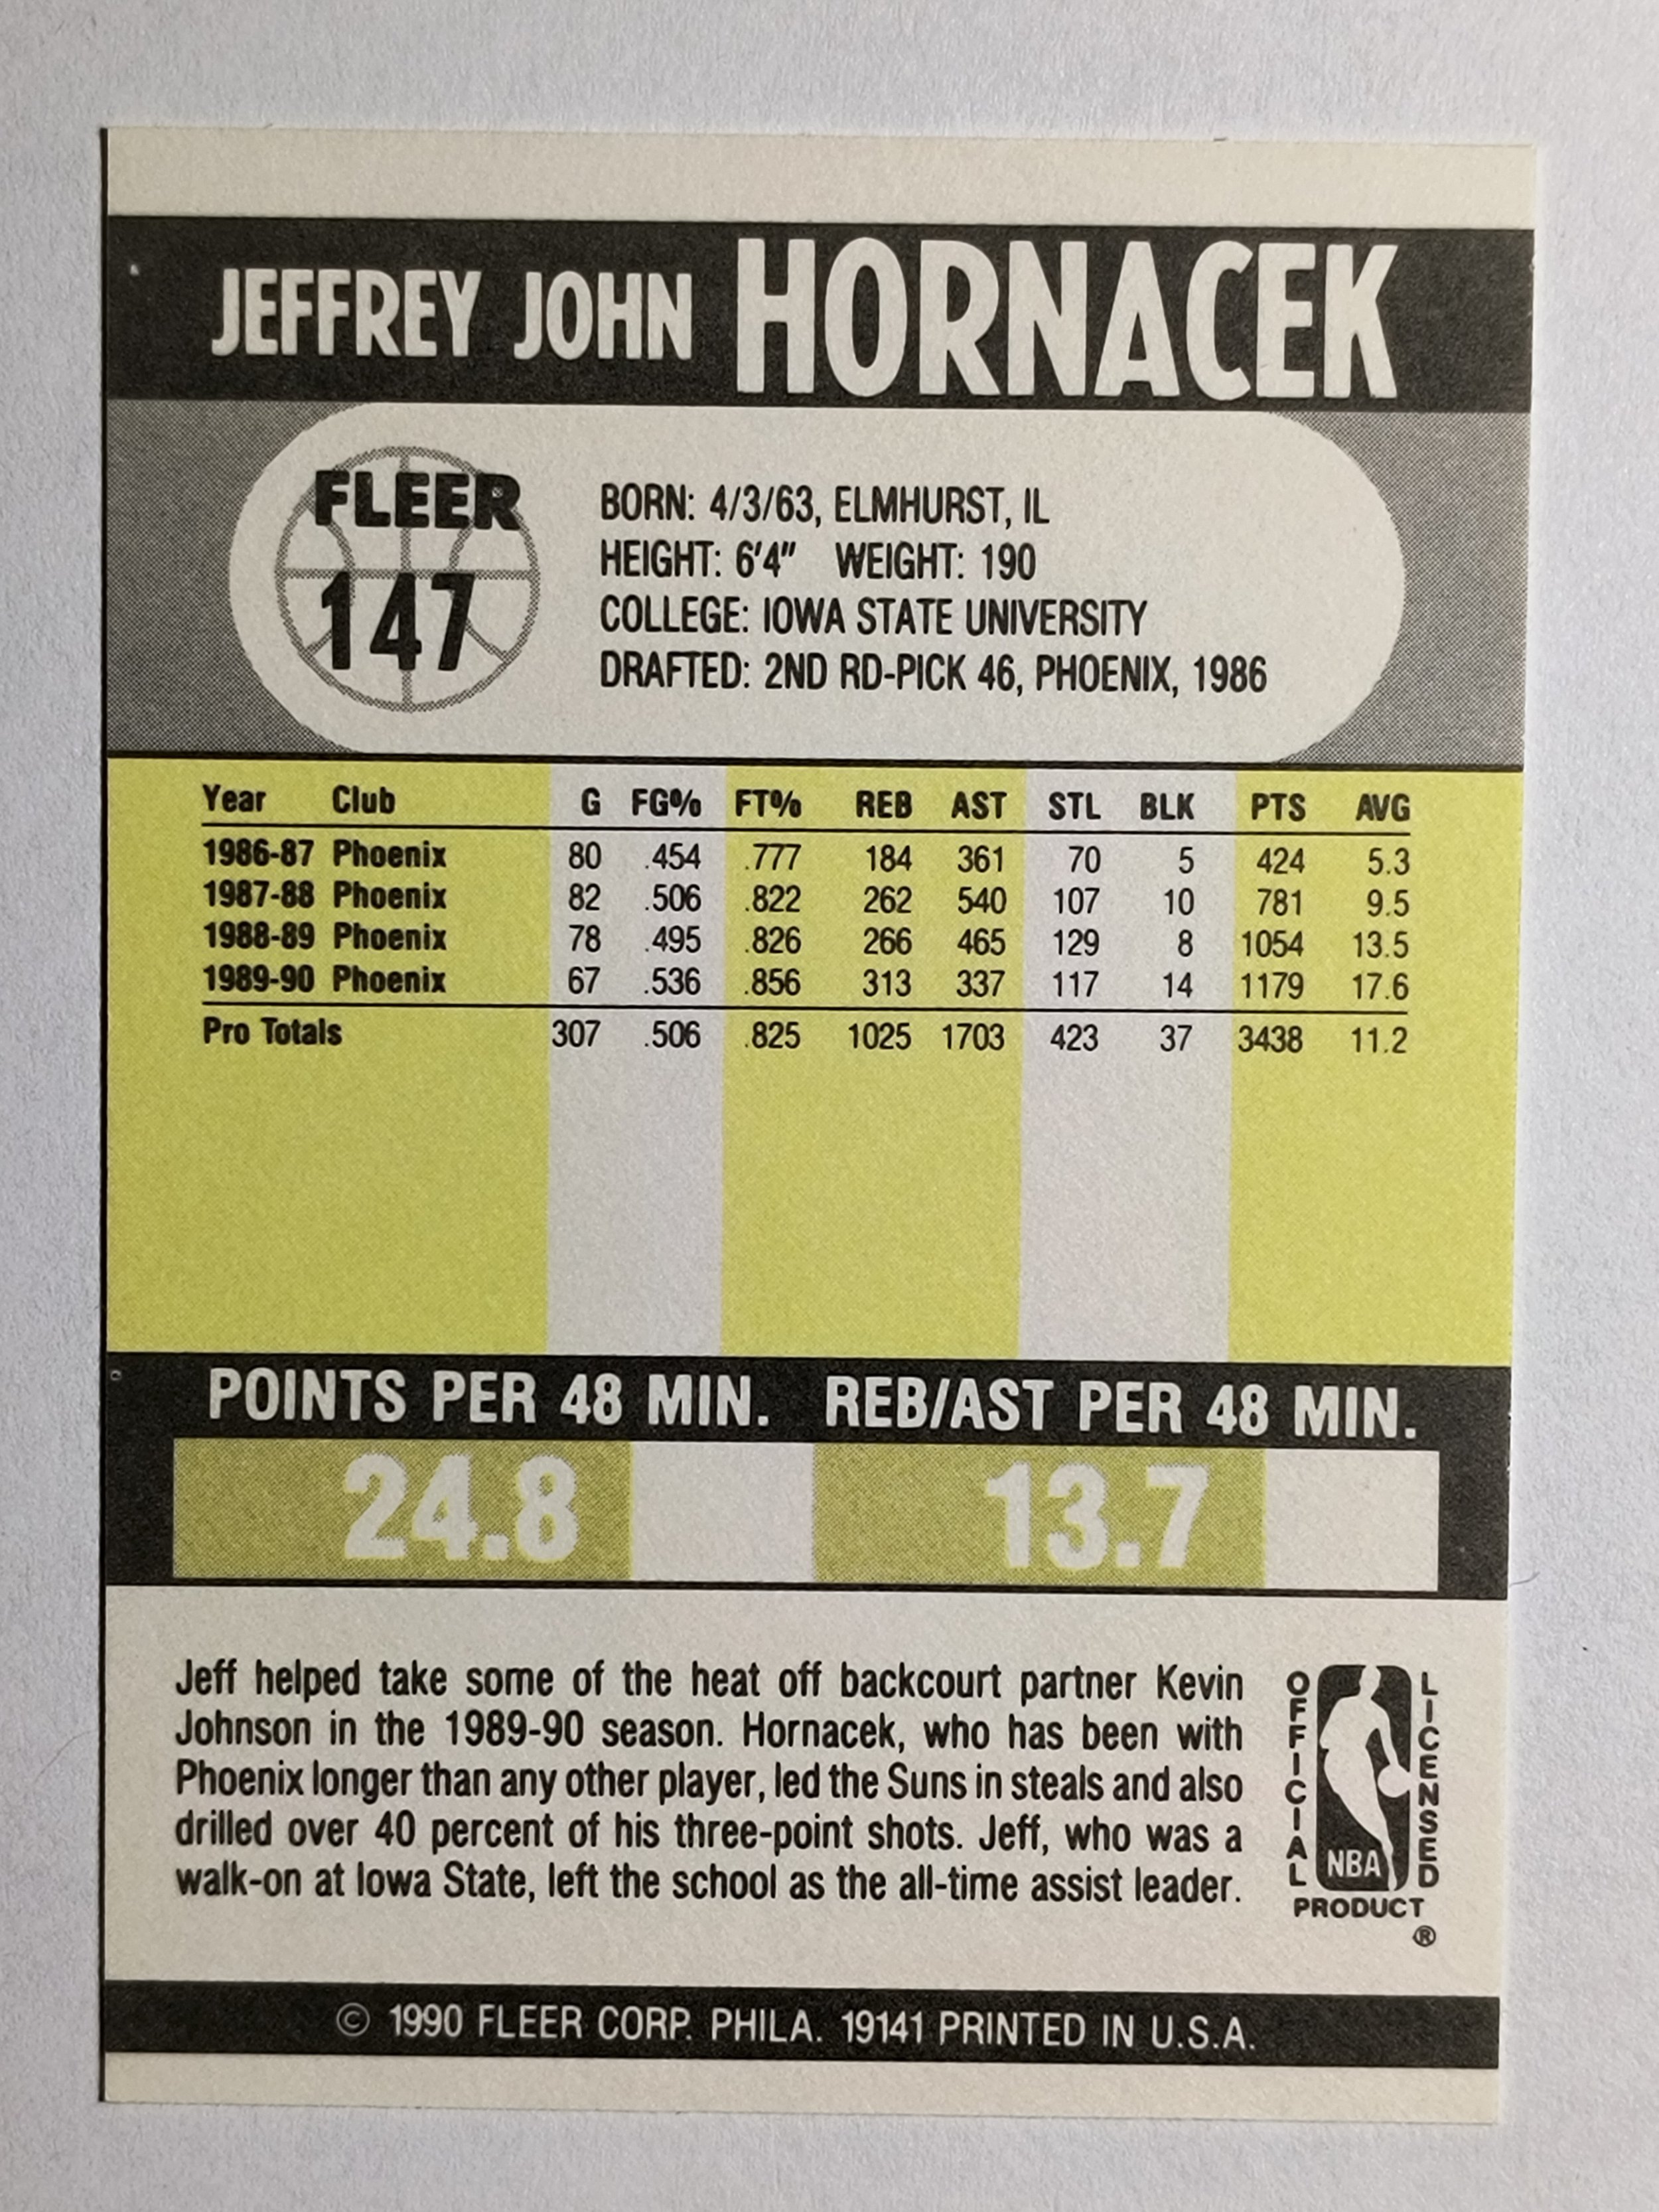 JEFFREY JOHN HORNACEK
FLEER
147
BORN: 4/3/63, ELMHURST, IL
HEIGHT: 6'4" WEIGHT: 190
COLLEGE: IOWA STATE UNIVERSITY
DRAFTED: 2ND RD-PICK 46, PHOENIX, 1986
Year Club G FG% FT% REB AST STL BLK PTS AVG
1986-87 Phoenix 80 .454 .777 184 361 70 5 424 5.3
1987-88 Phoenix 82 .506 .822 262 540 107 10 781 9.5
1988-89 Phoenix 78 .495 .826 266 465 129 8 1054 13.5
1989-90 Phoenix 67 .536 .856 313 337 117 14 1179 17.6
Pro Totals 307 .506 .825 1025 1703 423 37 3438 11.2
POINTS PER 48 MIN. REB/AST PER 48 MIN.
24.8 13.7
Jeff helped take some of the heat off backcourt partner Kevin
Johnson in the 1989-90 season. Hornacek, who has been with
Phoenix longer than any other player, led the Suns in steals and also
drilled over 40 percent of his three-point shots. Jeff, who was a
walk-on at Iowa State, left the school as the all-time assist leader.
OFFICIAL
LICENSED
NBA
PRODUCT
®
© 1990 FLEER CORP. PHILA. 19141 PRINTED IN U.S.A.